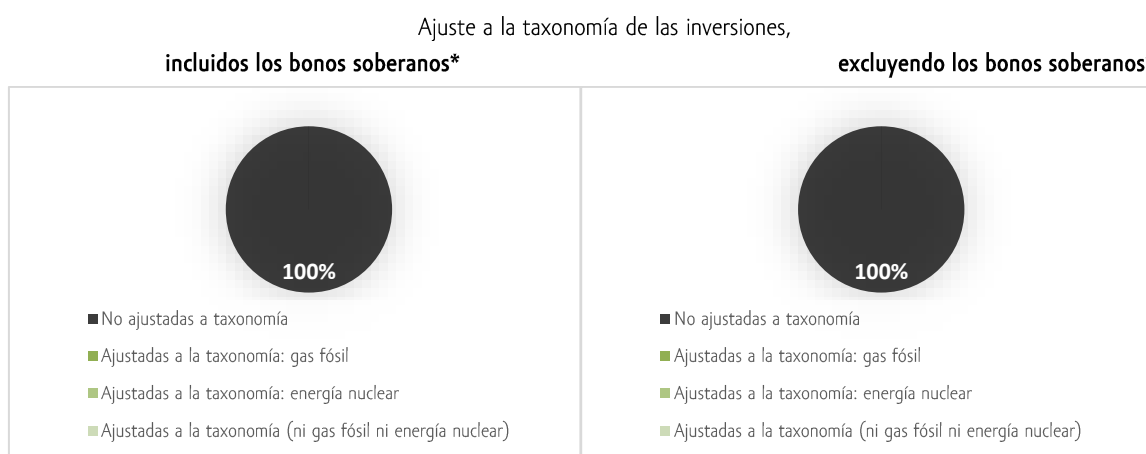 Ajuste a la taxonomía de las inversiones,
incluidos los bonos soberanos*
excluyendo los bonos soberanos
100%
No ajustadas a taxonomía
Ajustadas a la taxonomía: gas fósil
Ajustadas a la taxonomía: energía nuclear
Ajustadas a la taxonomía (ni gas fósil ni energía nuclear)
100%
No ajustadas a taxonomía
Ajustadas a la taxonomía: gas fósil
Ajustadas a la taxonomía: energía nuclear
Ajustadas a la taxonomía (ni gas fósil ni energía nuclear)